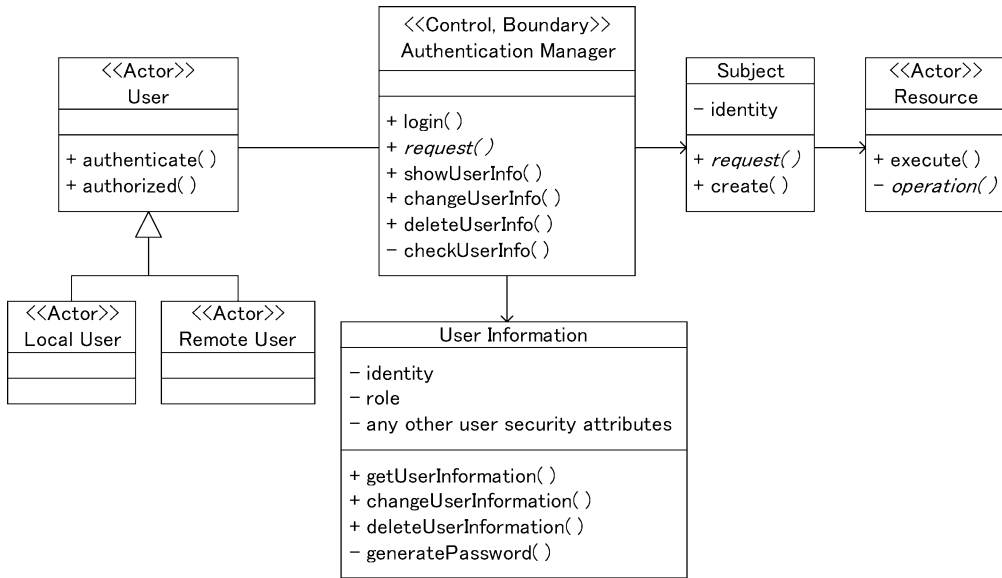 <<Actor>>
User
+ authenticate( )
+ authorized( )
<<Control, Boundary>>
Authentication Manager
+ login( )
+ request( )
+ showUserInfo( )
+ changeUserInfo( )
+ deleteUserInfo( )
- checkUserInfo( )
Subject
- identity
+ request( )
+ create( )
<<Actor>>
Resource
+ execute( )
- operation( )
<<Actor>>
Local User
<<Actor>>
Remote User
User Information
- identity
- role
- any other user security attributes
+ getUserInformation( )
+ changeUserInformation( )
+ deleteUserInformation( )
- generatePassword( )